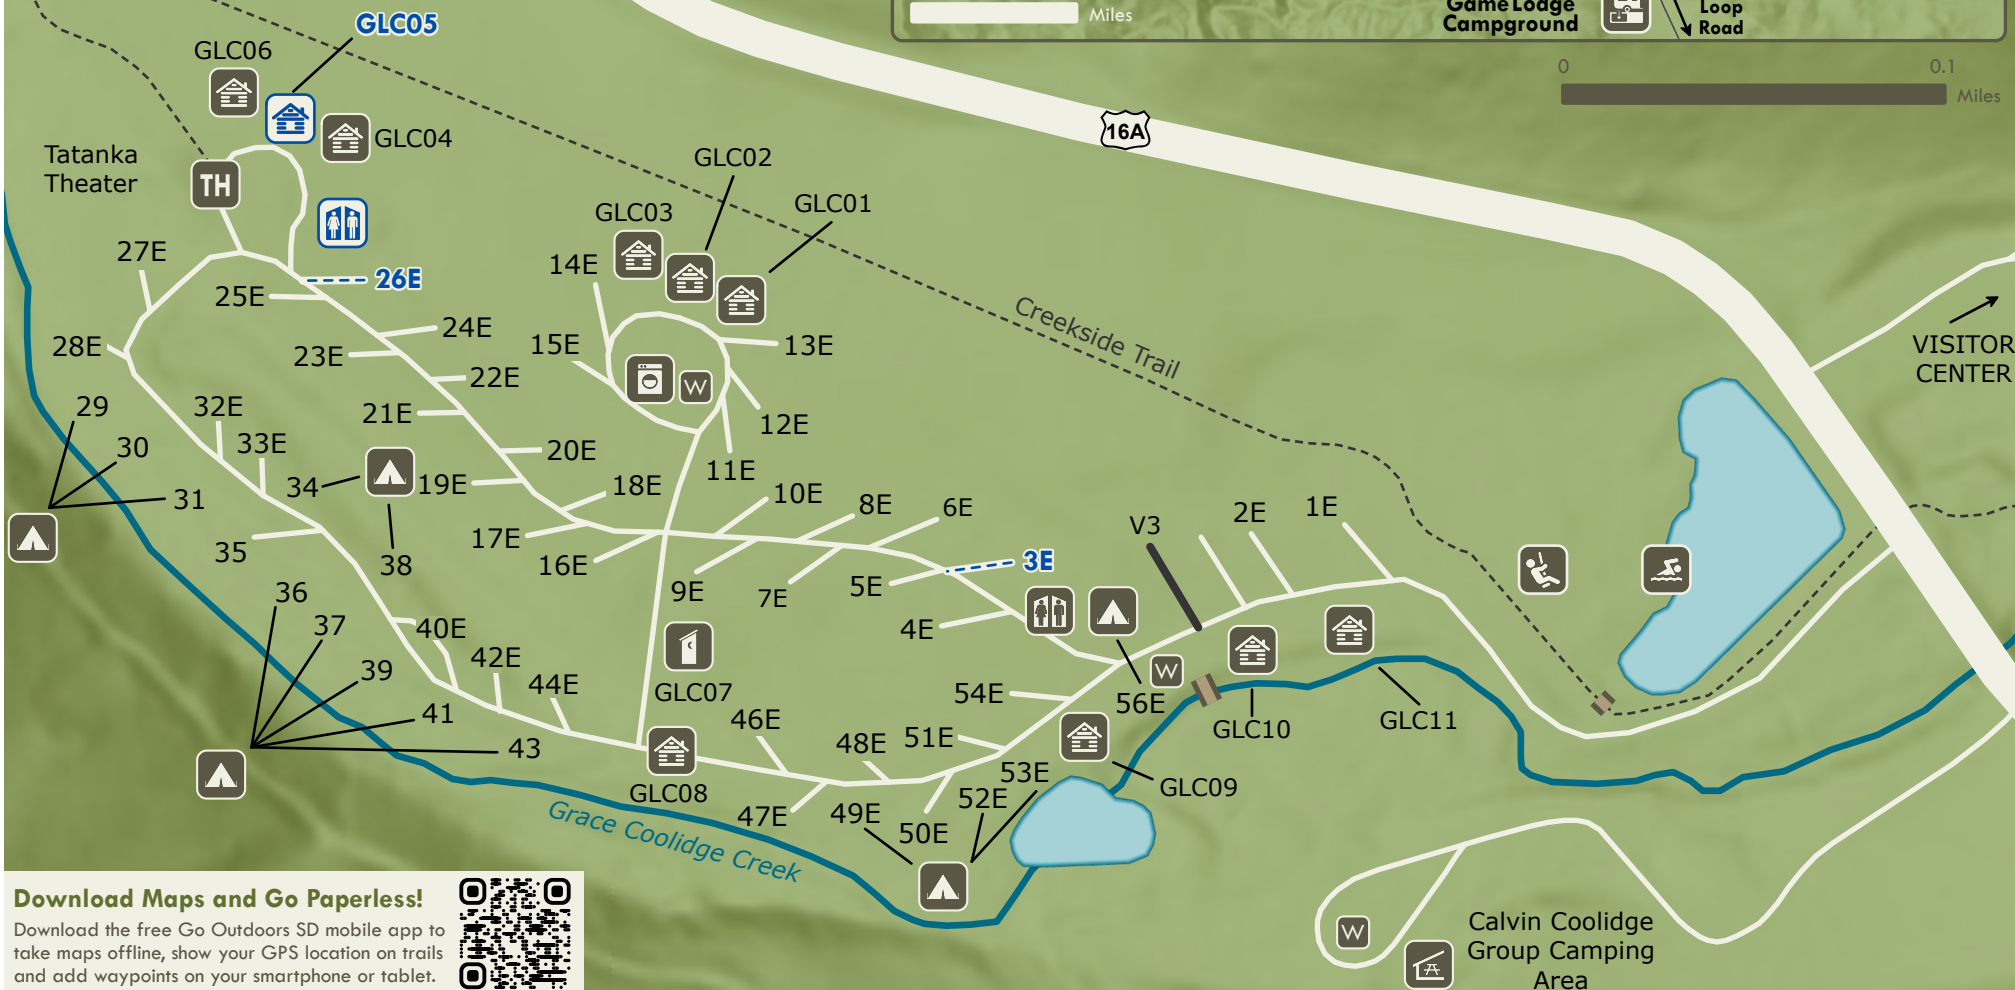 Miles
Game Lodge
Campground
Loop
Road
0
0.1
Miles
GLC05
GLC06
GLC04
Tatanka
Theater
TH
16A
GLC02
GLC01
GLC03
27E
14E
26E
25E
24E
23E
28E
15E
13E
22E
W
Creekside Trail
VISITOR
CENTER
29
32E
21E
12E
30
33E
20E
11E
31
34
19E
18E
10E
8E
6E
2E
1E
V3
35
38
17E
16E
9E
7E
5E
3E
36
37
40E
4E
39
42E
44E
GLC07
54E
56E
W
41
43
46E
48E
51E
GLC10
GLC11
GLC08
53E
GLC09
52E
47E
49E
50E
Grace Coolidge Creek
Download Maps and Go Paperless!
Download the free Go Outdoors SD mobile app to
take maps offline, show your GPS location on trails
and add waypoints on your smartphone or tablet.
W
Calvin Coolidge
Group Camping
Area